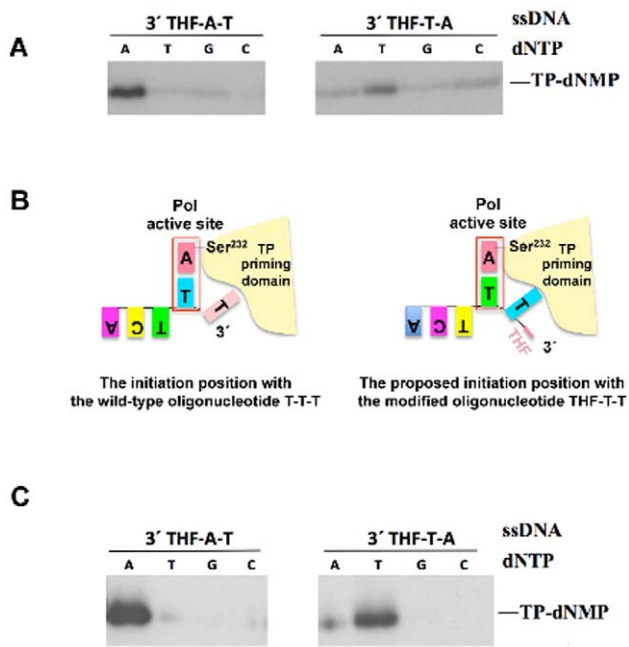 A
3´ THF-A-T 3´ THF-T-A ssDNA
A T G C A T G C dNTP
—TP-dNMP
B
Pol
active site
Ser232 TP
priming
domain
A
T
T
3´
A C T
The initiation position with
the wild-type oligonucleotide T-T-T
Pol
active site
Ser232 TP
priming
domain
A
T
T
THF
3´
A C T
The proposed initiation position with
the modified oligonucleotide THF-T-T
C
3´ THF-A-T 3´ THF-T-A ssDNA
A T G C A T G C dNTP
—TP-dNMP